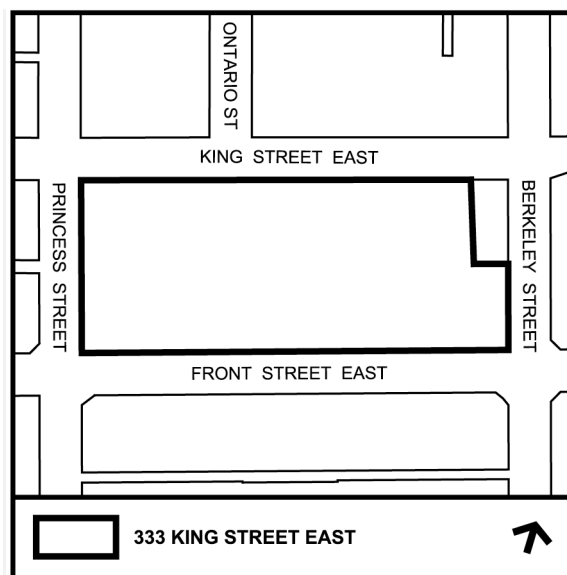 ONTARIO ST
KING STREET EAST
PRINCESS STREET
BERKELEY STREET
FRONT STREET EAST
333 KING STREET EAST